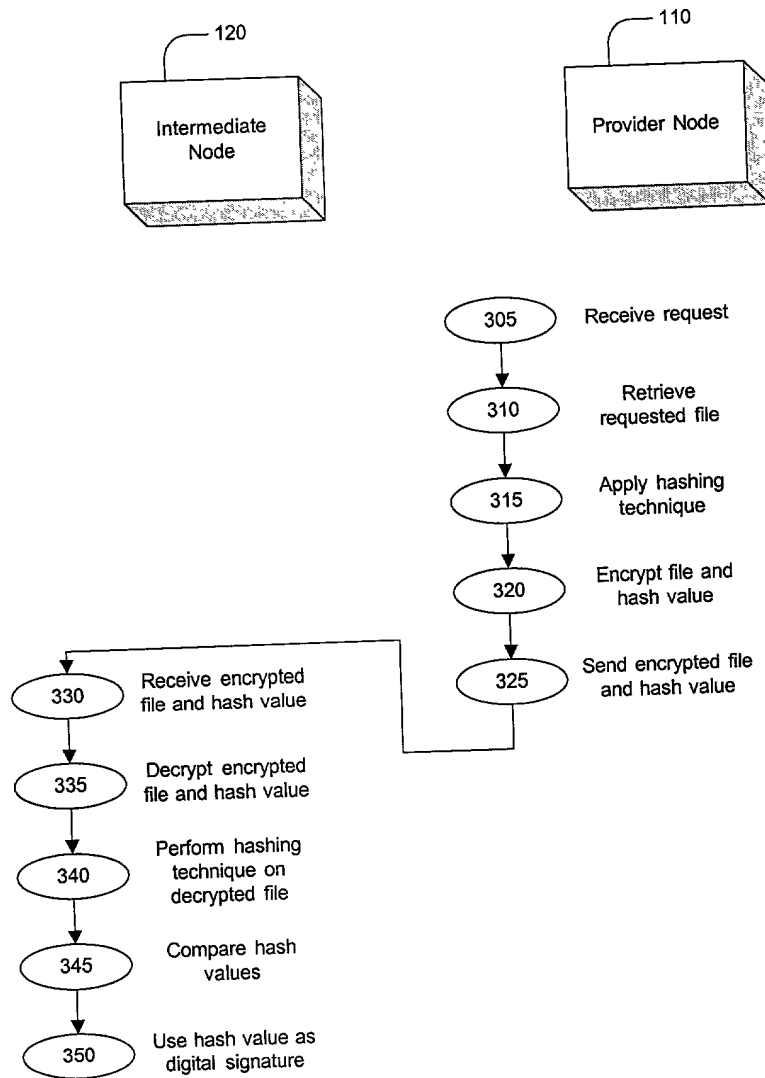 120
110
Intermediate
Node
Provider Node
305
Receive request
310
Retrieve
requested file
315
Apply hashing
technique
320
Encrypt file and
hash value
325
Send encrypted file
and hash value
330
Receive encrypted
file and hash value
335
Decrypt encrypted
file and hash value
340
Perform hashing
technique on
decrypted file
345
Compare hash
values
350
Use hash value as
digital signature